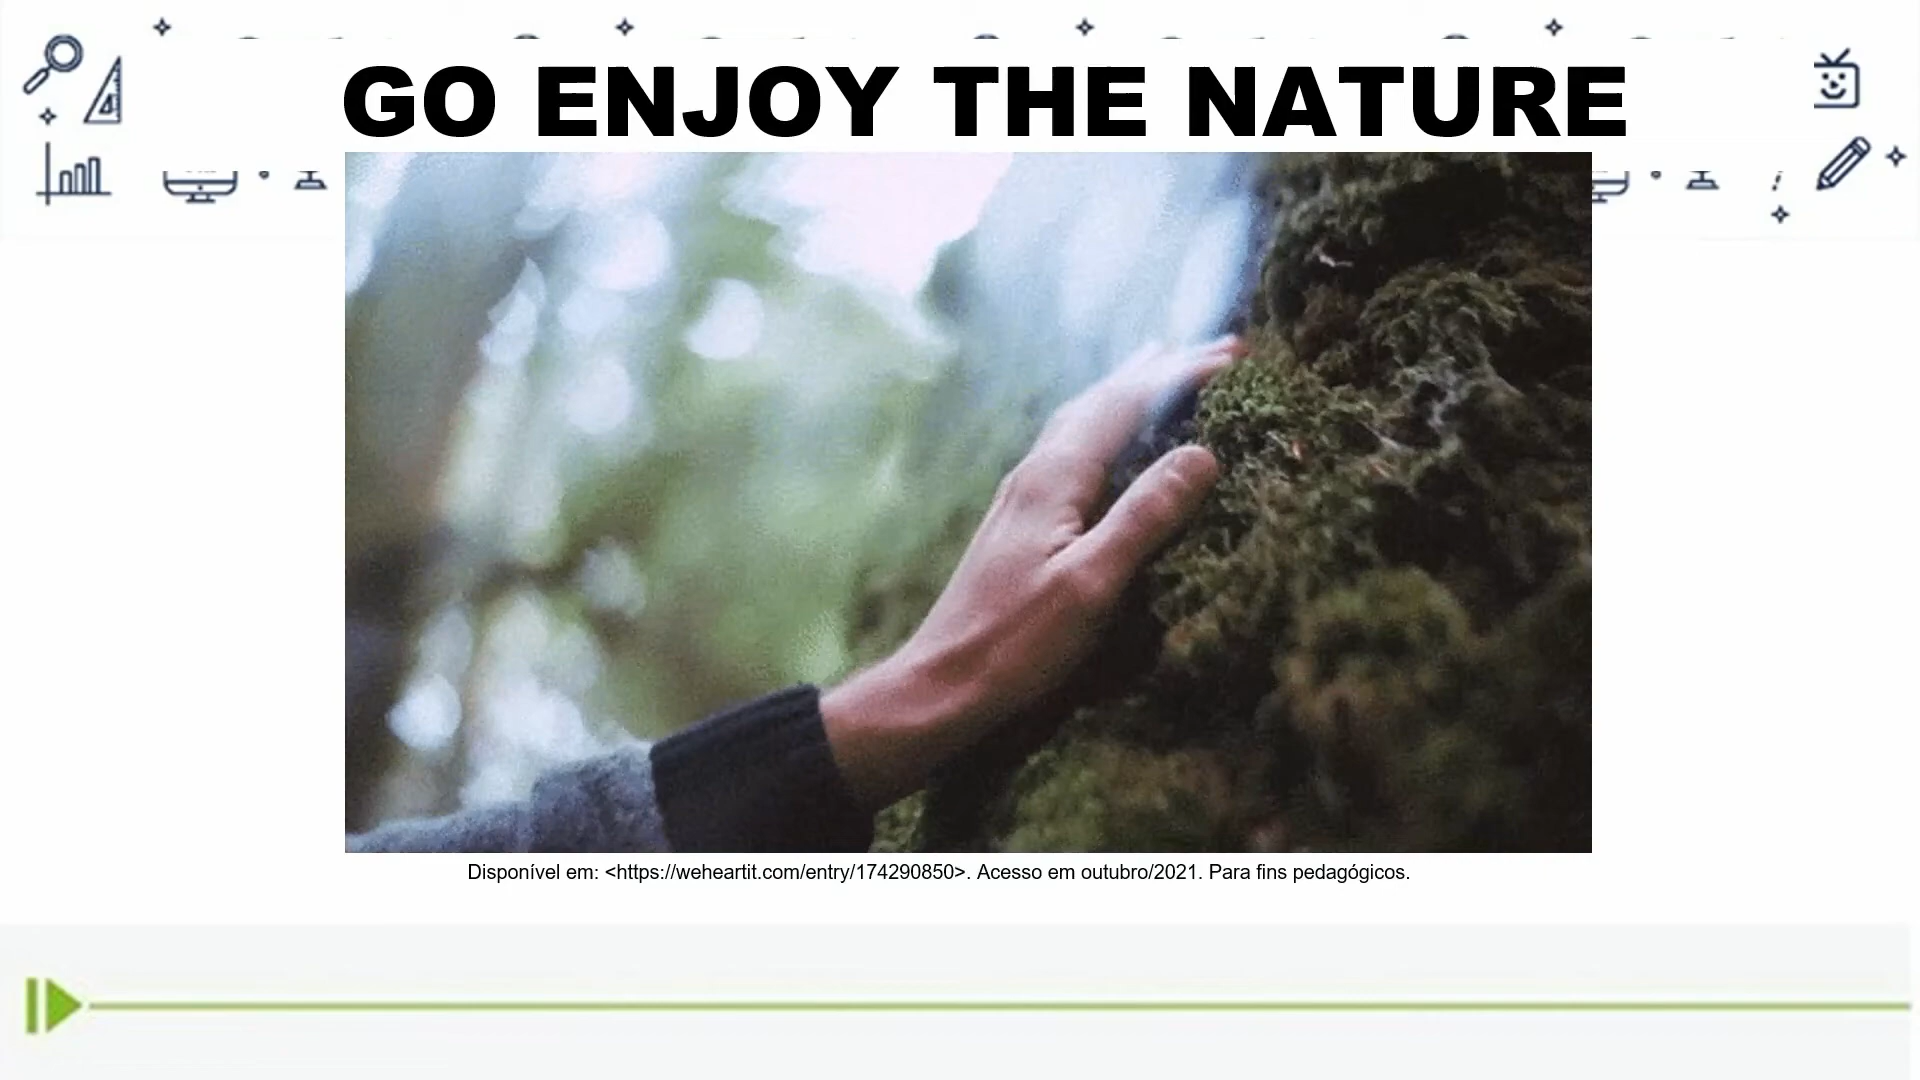 GO ENJOY THE NATURE
Disponível em: <https://weheartit.com/entry/174290850>. Acesso em outubro/2021. Para fins pedagógicos.